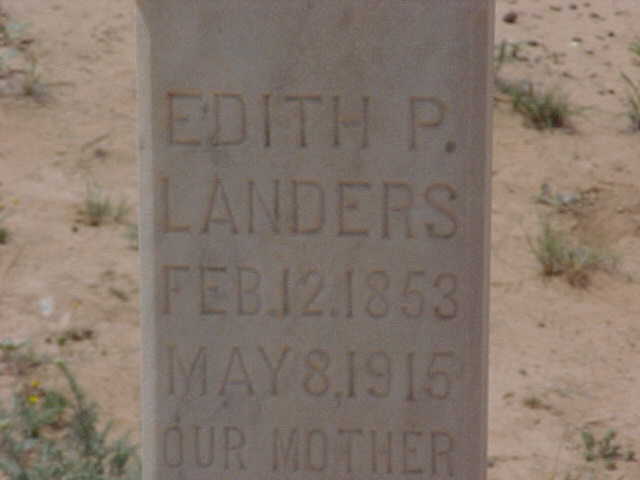 EDITH P.
LANDERS
FEB.12.1853
MAY 8,1915
OUR MOTHER